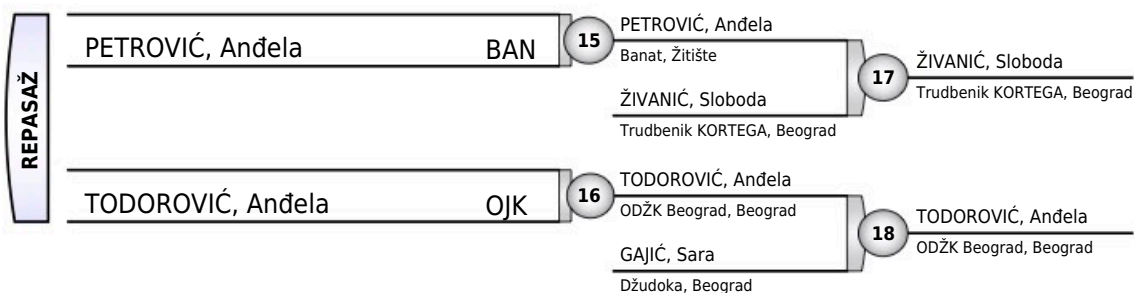 REPASAŽ
PETROVIĆ, Anđela BAN
15
PETROVIĆ, Anđela
Banat, Žitište
ŽIVANIĆ, Sloboda
Trudbenik KORTEGA, Beograd
17
ŽIVANIĆ, Sloboda
Trudbenik KORTEGA, Beograd
TODOROVIĆ, Anđela OJK
16
TODOROVIĆ, Anđela
ODŽK Beograd, Beograd
GAJIĆ, Sara
Džudoka, Beograd
18
TODOROVIĆ, Anđela
ODŽK Beograd, Beograd